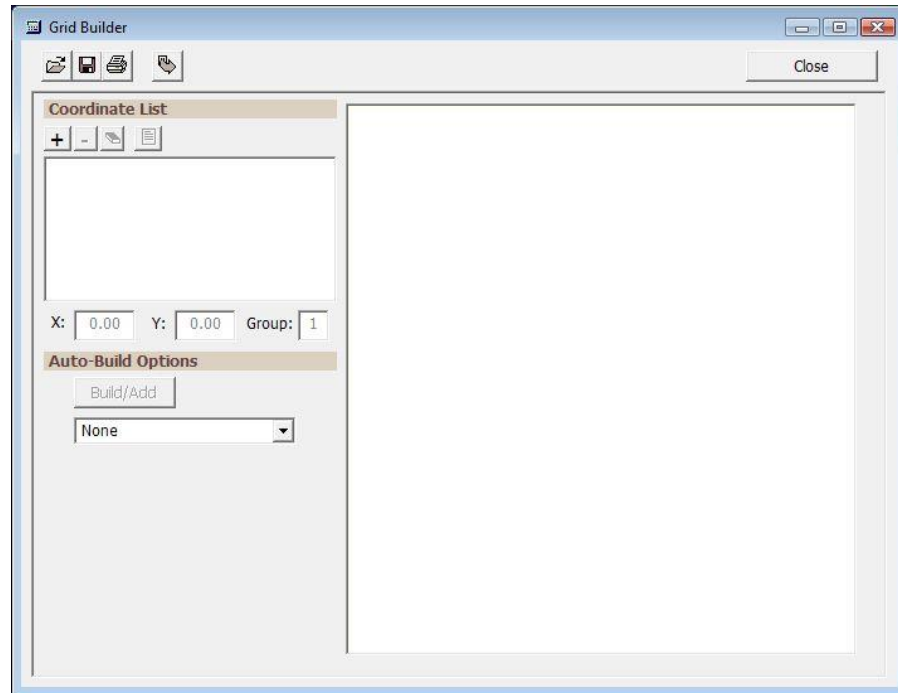 Grid Builder
Close
Coordinate List
+ -
X: 0.00 Y: 0.00 Group: 1
Auto-Build Options
Build/Add
None